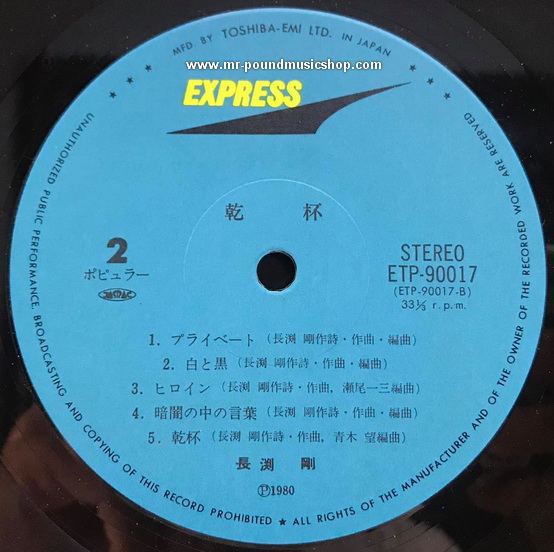 MFD BY TOSHIBA-EMI LTD. IN JAPAN
www.mr-poundmusicshop.com
EXPRESS
乾杯
2
ポピュラー
STEREO
ETP-90017
(ETP-90017-B)
33⅓ r.p.m.
1. プライベート (長渕 剛作詩・作曲・編曲)
2. 白と黒 (長渕 剛作詩・作曲・編曲)
3. ヒロイン (長渕 剛作詩・作曲, 瀬尾一三編曲)
4. 暗闇の中の言葉 (長渕 剛作詩・作曲・編曲)
5. 乾杯 (長渕 剛作詩・作曲, 青木 望編曲)
長渕 剛
Ⓟ1980
UNAUTHORIZED PUBLIC PERFORMANCE, BROADCASTING AND COPYING OF THIS RECORD PROHIBITED ★ ALL RIGHTS OF THE MANUFACTURER AND OF THE OWNER OF THE RECORDED WORK ARE RESERVED